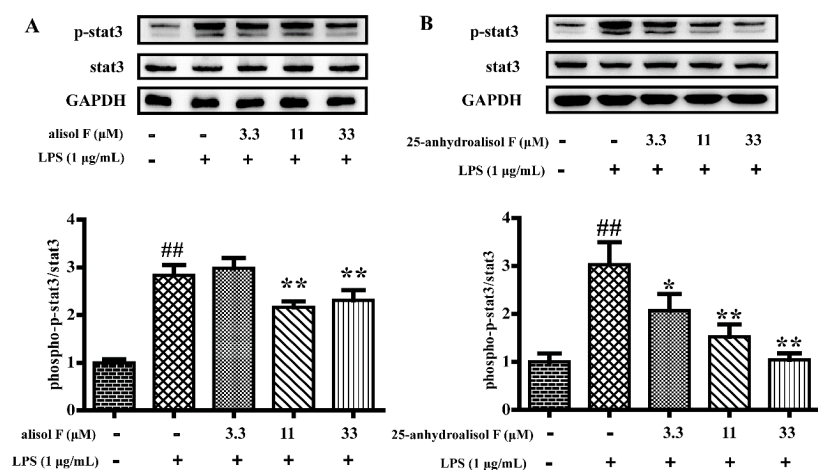 A
p-stat3
stat3
GAPDH
alisol F (μM) - - 3.3 11 33
LPS (1 μg/mL) - + + + +
phospho-p-stat3/stat3
4
3
2
1
0
##
**
**
alisol F (μM) - - 3.3 11 33
LPS (1 μg/mL) - + + + +
B
p-stat3
stat3
GAPDH
25-anhydroalisol F (μM) - - 3.3 11 33
LPS (1 μg/mL) - + + + +
phospho-p-stat3/stat3
4
3
2
1
0
##
*
**
**
25-anhydroalisol F (μM) - - 3.3 11 33
LPS (1 μg/mL) - + + + +